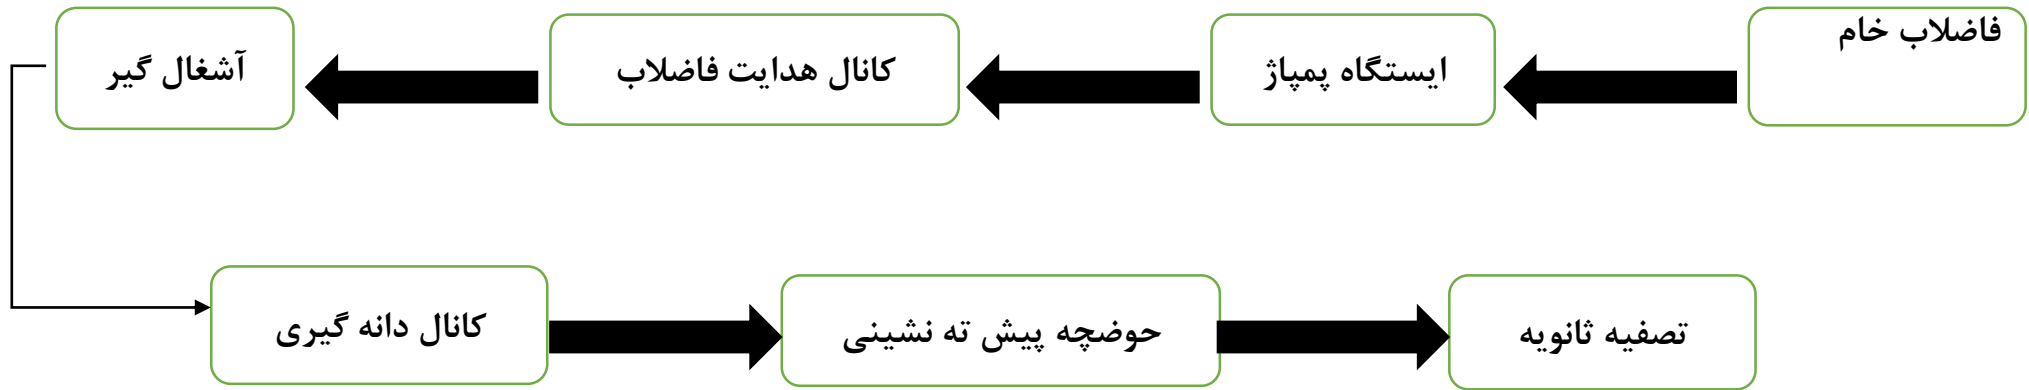 فاضلاب خام
ایستگاه پمپاژ
کانال هدایت فاضلاب
آشغال گیر
کانال دانه گیری
حوضچه پیش ته نشینی
تصفیه ثانویه